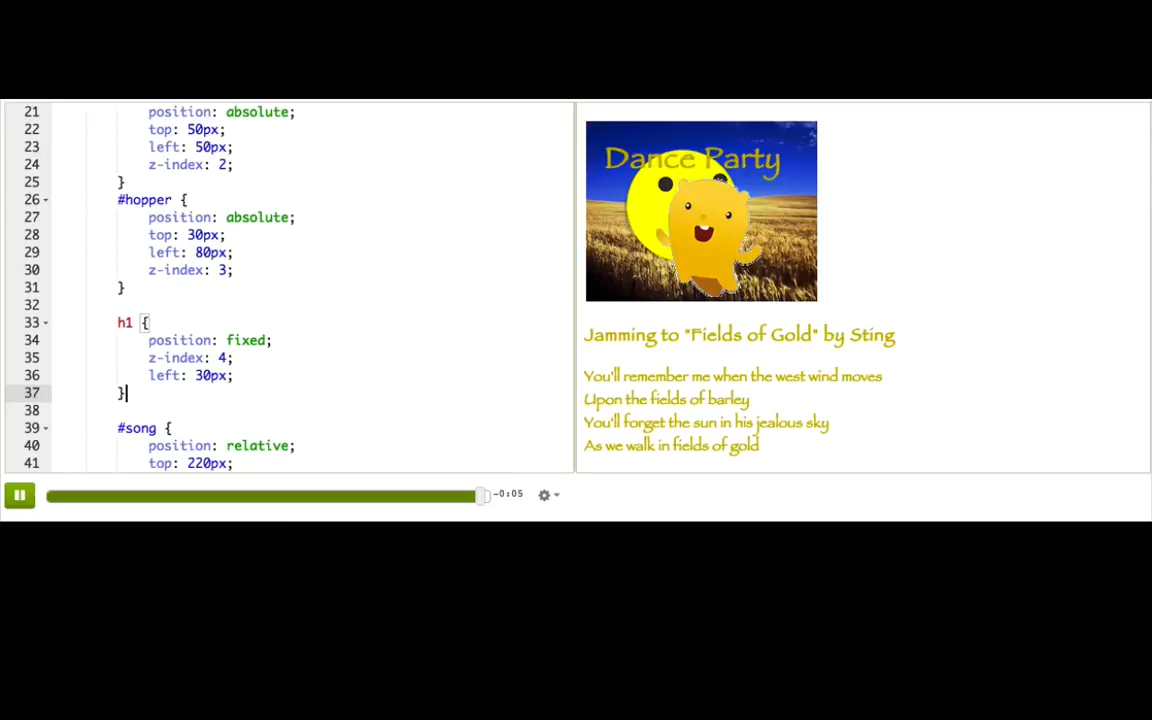 21 position: absolute;
22 top: 50px;
23 left: 50px;
24 z-index: 2;
25 }
26 #hopper {
27 position: absolute;
28 top: 30px;
29 left: 80px;
30 z-index: 3;
31 }
32
33 h1 {
34 position: fixed;
35 z-index: 4;
36 left: 30px;
37 }
38
39 #song {
40 position: relative;
41 top: 220px;
Dance Party
Jamming to "Fields of Gold" by Sting
You'll remember me when the west wind moves
Upon the fields of barley
You'll forget the sun in his jealous sky
As we walk in fields of gold
-0:05